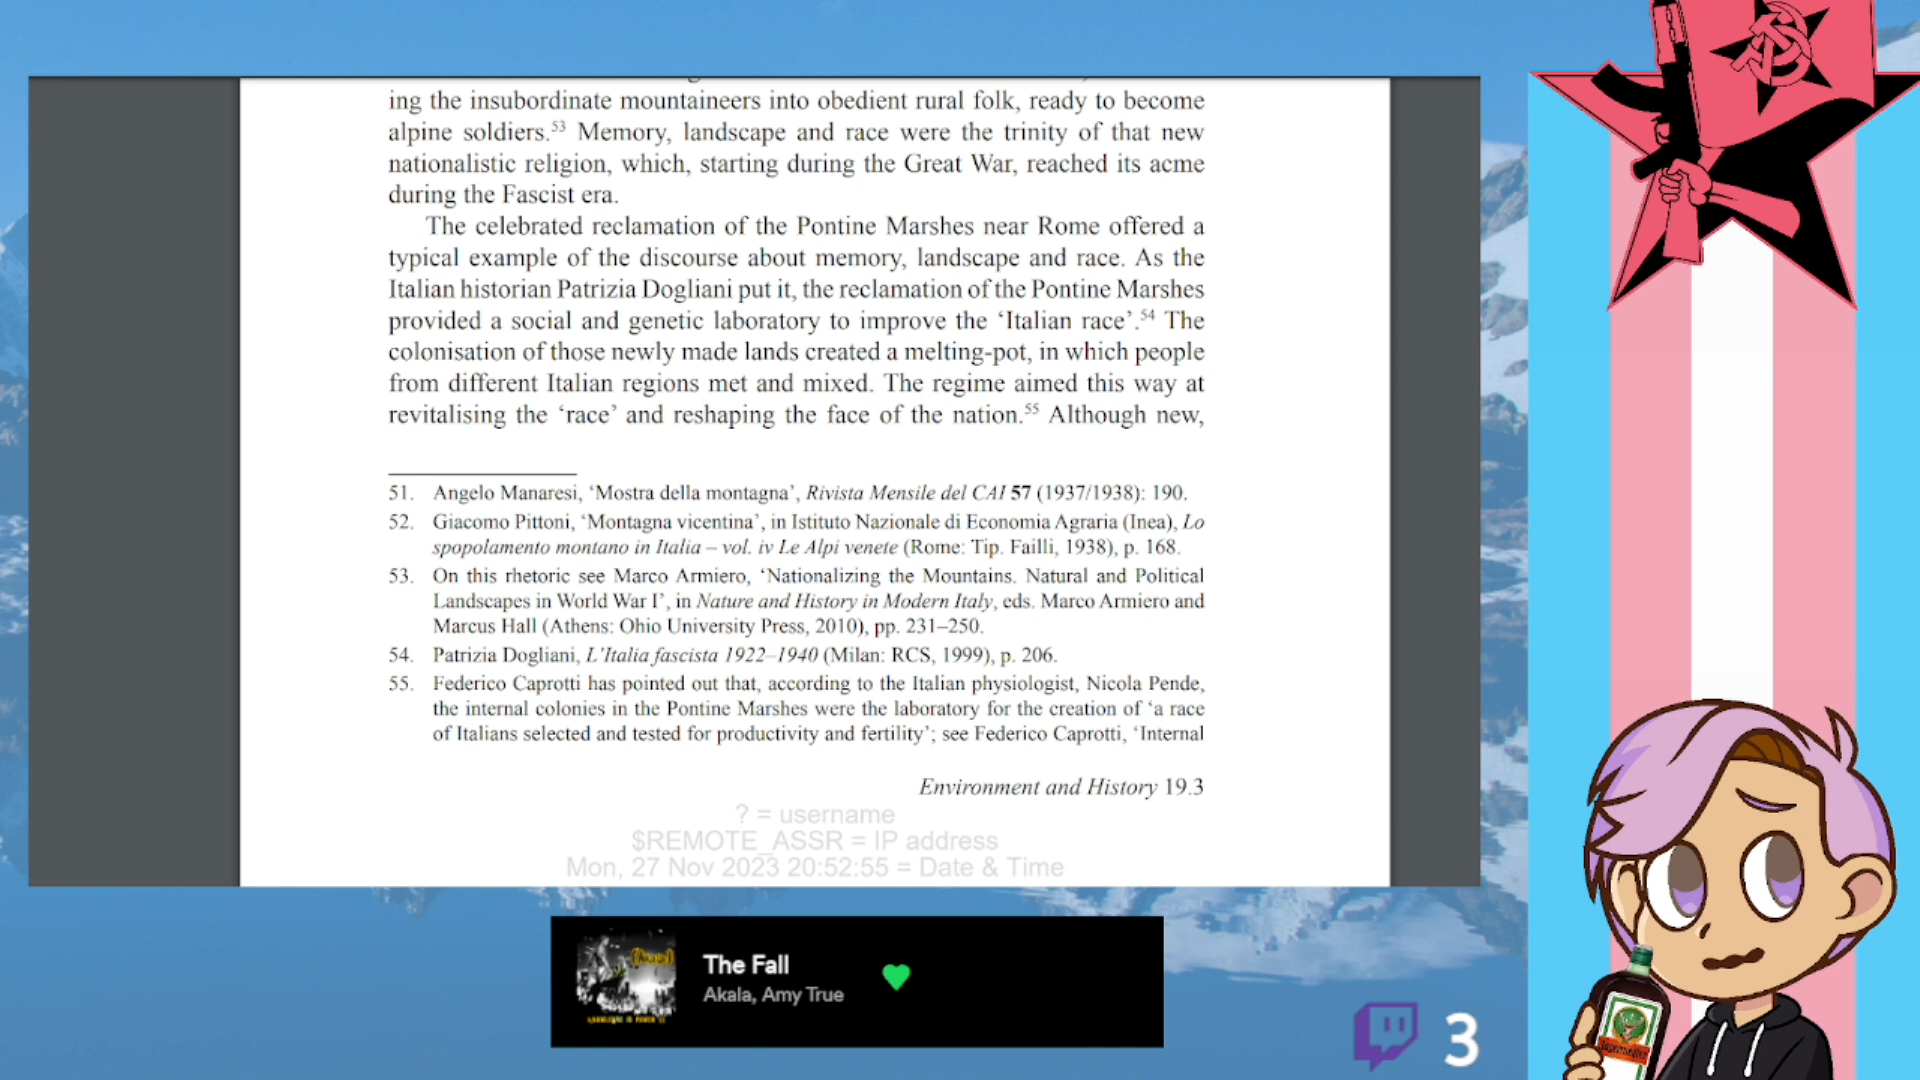 ing the insubordinate mountaineers into obedient rural folk, ready to become
alpine soldiers.53 Memory, landscape and race were the trinity of that new
nationalistic religion, which, starting during the Great War, reached its acme
during the Fascist era.
The celebrated reclamation of the Pontine Marshes near Rome offered a
typical example of the discourse about memory, landscape and race. As the
Italian historian Patrizia Dogliani put it, the reclamation of the Pontine Marshes
provided a social and genetic laboratory to improve the ‘Italian race’.54 The
colonisation of those newly made lands created a melting-pot, in which people
from different Italian regions met and mixed. The regime aimed this way at
revitalising the ‘race’ and reshaping the face of the nation.55 Although new,
51. Angelo Manaresi, ‘Mostra della montagna’, Rivista Mensile del CAI 57 (1937/1938): 190.
52. Giacomo Pittoni, ‘Montagna vicentina’, in Istituto Nazionale di Economia Agraria (Inea), Lo
spopolamento montano in Italia – vol. iv Le Alpi venete (Rome: Tip. Failli, 1938), p. 168.
53. On this rhetoric see Marco Armiero, ‘Nationalizing the Mountains. Natural and Political
Landscapes in World War I’, in Nature and History in Modern Italy, eds. Marco Armiero and
Marcus Hall (Athens: Ohio University Press, 2010), pp. 231–250.
54. Patrizia Dogliani, L’Italia fascista 1922–1940 (Milan: RCS, 1999), p. 206.
55. Federico Caprotti has pointed out that, according to the Italian physiologist, Nicola Pende,
the internal colonies in the Pontine Marshes were the laboratory for the creation of ‘a race
of Italians selected and tested for productivity and fertility’; see Federico Caprotti, ‘Internal
Environment and History 19.3
? = username
$REMOTE_ASSR = IP address
Mon, 27 Nov 2023 20:52:55 = Date & Time
The Fall
Akala, Amy True
3